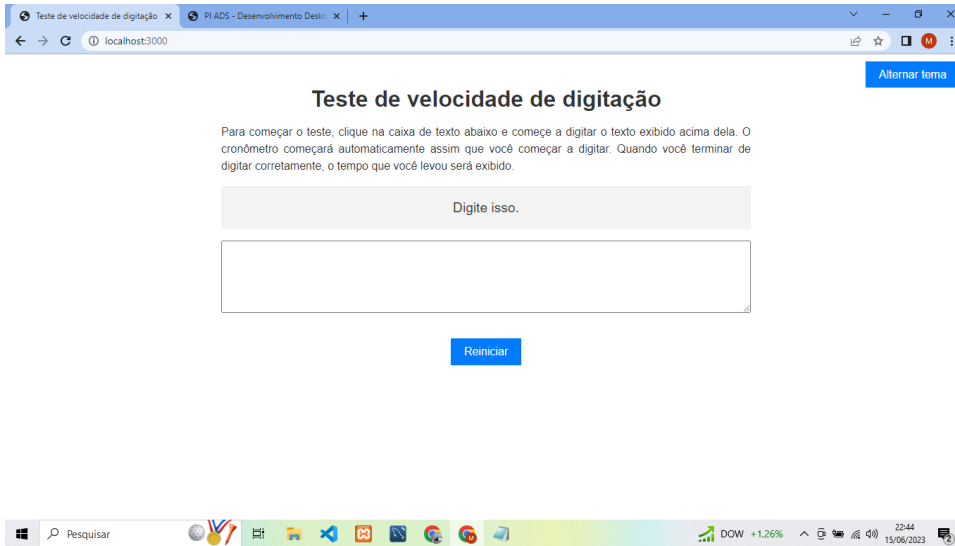 Teste de velocidade de digitação
PI ADS - Desenvolvimento Deskt
localhost:3000
M
Alternar tema
Teste de velocidade de digitação
Para começar o teste, clique na caixa de texto abaixo e começe a digitar o texto exibido acima dela. O
cronômetro começará automaticamente assim que você começar a digitar. Quando você terminar de
digitar corretamente, o tempo que você levou será exibido.
Digite isso.
Reiniciar
Pesquisar
DOW +1,26%
22:44
15/06/2023
2